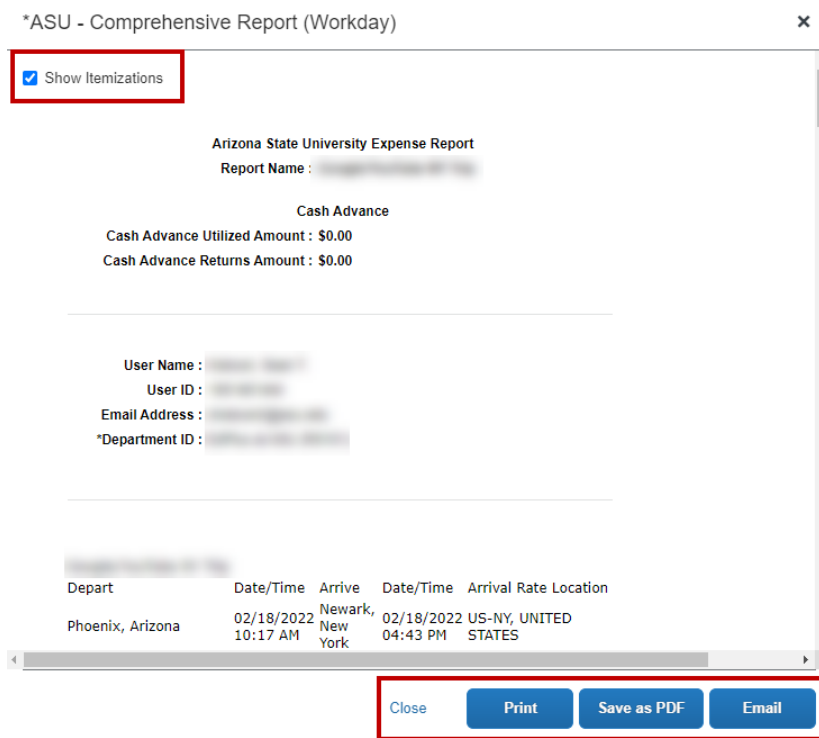 *ASU - Comprehensive Report (Workday)
Show Itemizations
Arizona State University Expense Report
Report Name :
Cash Advance
Cash Advance Utilized Amount : $0.00
Cash Advance Returns Amount : $0.00
User Name :
User ID :
Email Address :
*Department ID :
Depart Date/Time Arrive Date/Time Arrival Rate Location
Phoenix, Arizona 02/18/2022 10:17 AM Newark, New York 02/18/2022 04:43 PM US-NY, UNITED STATES
Close Print Save as PDF Email